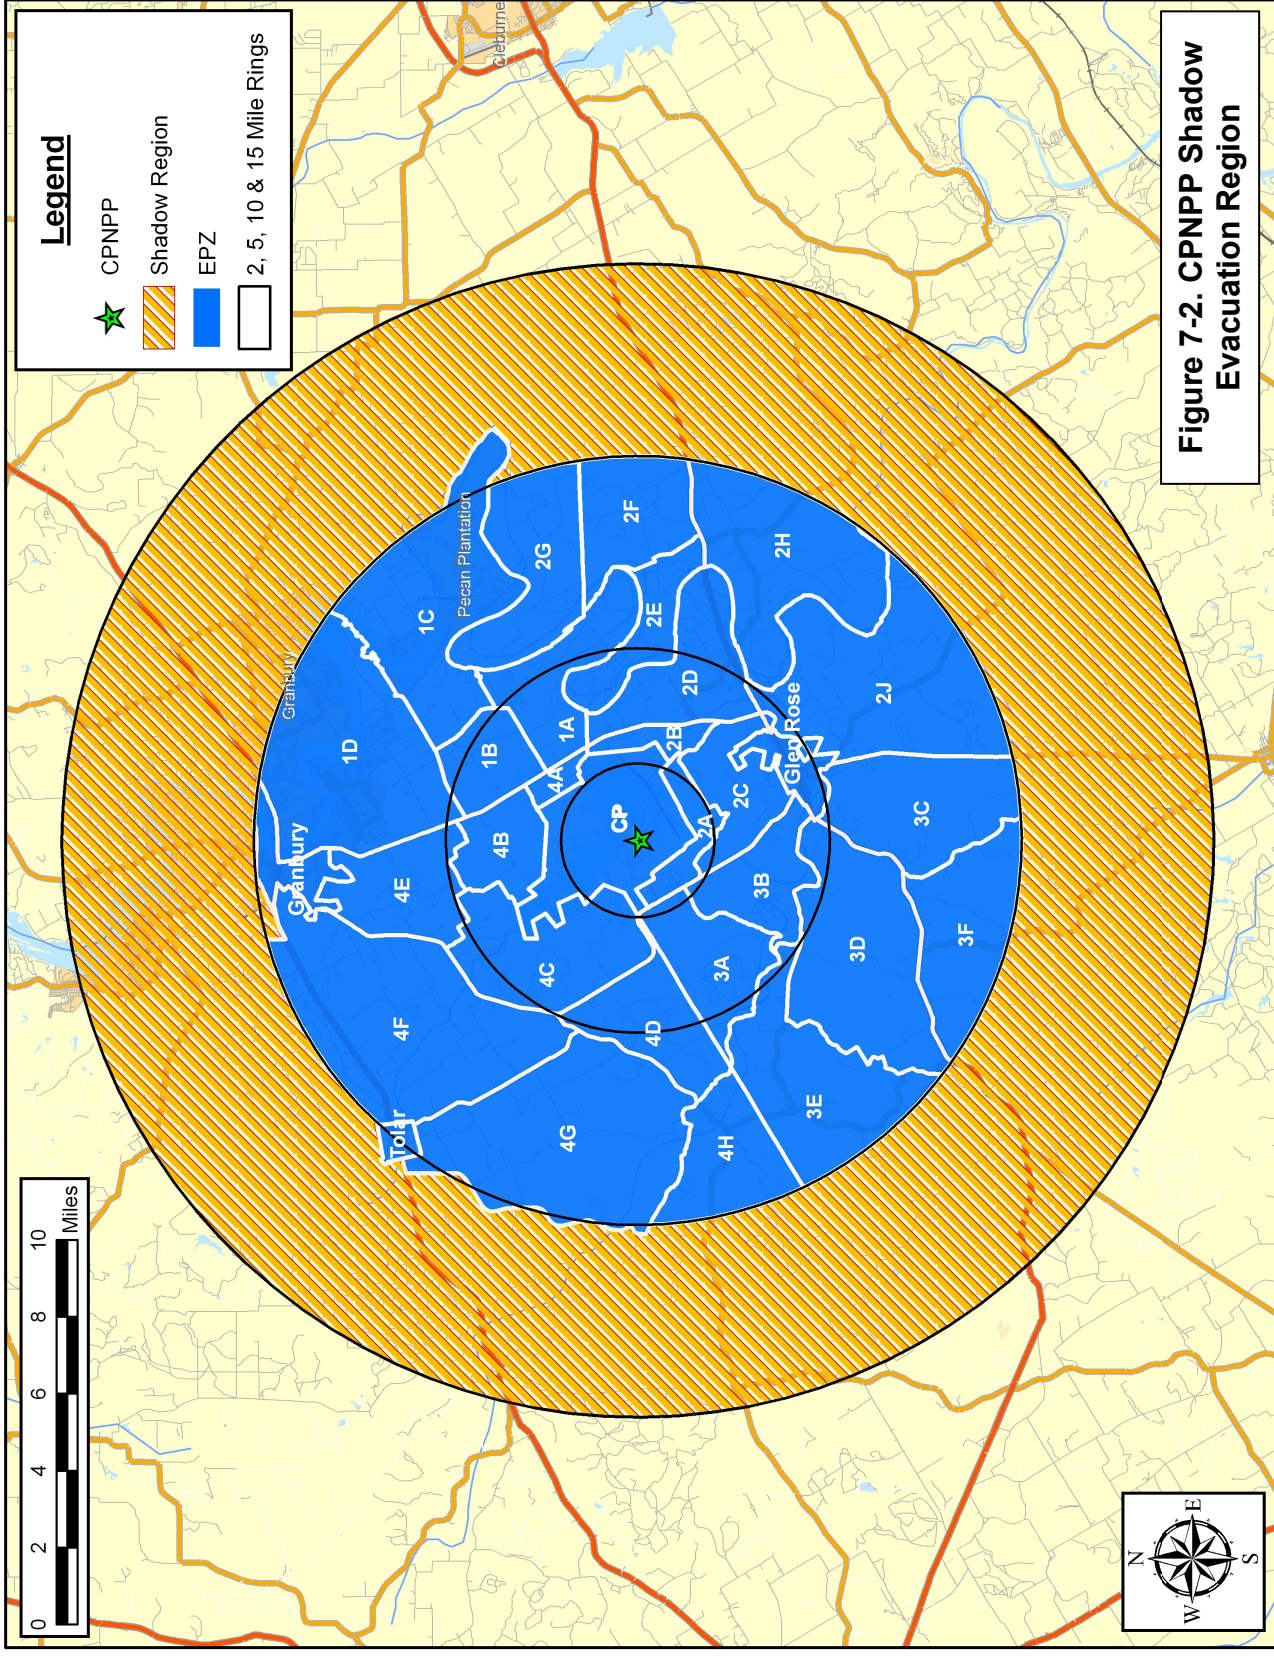 0 2 4 6 8 10
Miles
Legend
CPNPP
Shadow Region
EPZ
2, 5, 10 & 15 Mile Rings
Cleburne
Granbury
Granbury
Pecan Plantation
Tolar
Glen Rose
CP
1A
1B
1C
1D
2A
2B
2C
2D
2E
2F
2G
2H
2J
3A
3B
3C
3D
3E
3F
4A
4B
4C
4D
4E
4F
4G
4H
N
W E
S
Figure 7-2. CPNPP Shadow
Evacuation Region